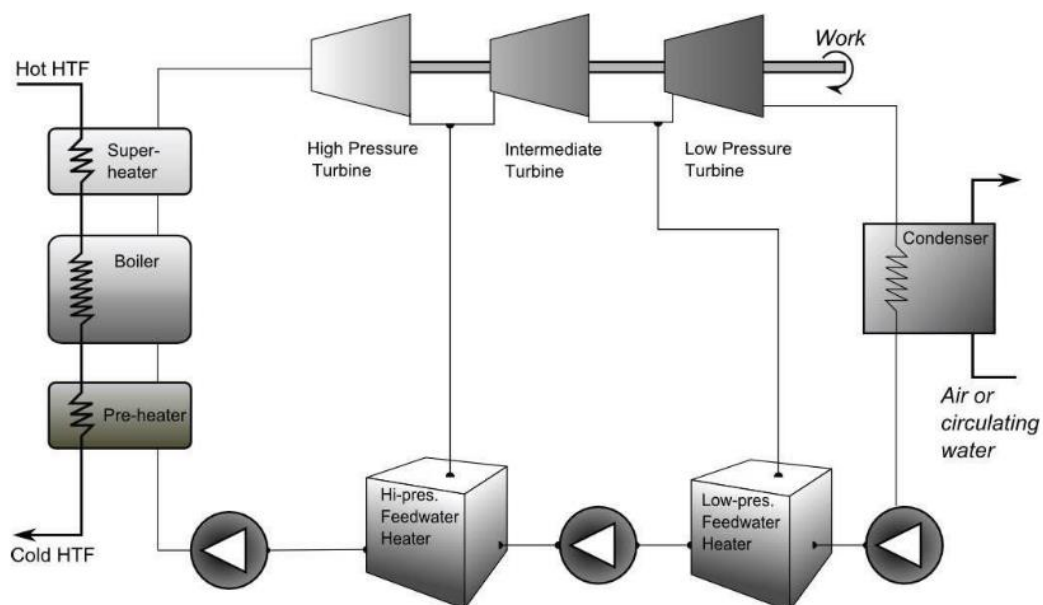 Work
Hot HTF
Super-
heater
High Pressure
Turbine
Intermediate
Turbine
Low Pressure
Turbine
Boiler
Condenser
Pre-heater
Air or
circulating
water
Hi-pres.
Feedwater
Heater
Low-pres.
Feedwater
Heater
Cold HTF